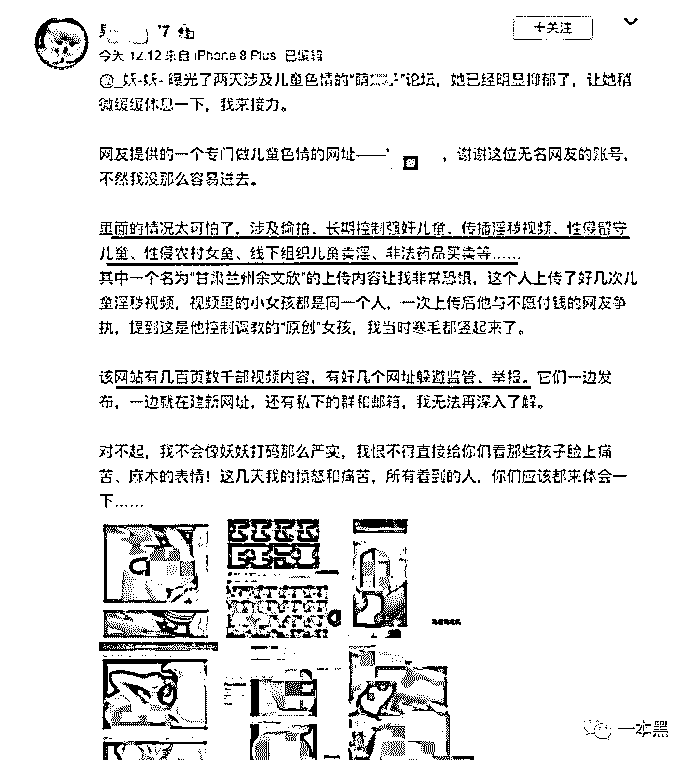 +关注
今天 12:12 来自 iPhone 8 Plus 已编辑
@_妖-妖- 曝光了两天涉及儿童色情的“萌 ”论坛，她已经明显抑郁了，让她稍
微缓缓休息一下，我来接力。
网友提供的一个专门做儿童色情的网址——，谢谢这位无名网友的账号，
不然我没那么容易进去。
里面的情况太可怕了，涉及偷拍、长期控制强奸儿童、传播淫秽视频、性侵留守
儿童、性侵农村女童、线下组织儿童卖淫、非法药品买卖等……
其中一个名为“甘肃兰州余文欣”的上传内容让我非常恐惧，这个人上传了好几次儿
童淫秽视频，视频里的小女孩都是同一个人，一次上传后他与不愿付钱的网友争
执，提到这是他控制调教的“原创”女孩，我当时寒毛都竖起来了。
该网站有几百页数千部视频内容，有好几个网址躲避监管、举报。它们一边发
布，一边就在建新网址，还有私下的群和邮箱，我无法再深入了解。
对不起，我不会像妖妖打码那么严实，我恨不得直接给你们看那些孩子脸上痛
苦、麻木的表情！这几天我的愤怒和痛苦，所有看到的人，你们应该都来体会一
下……
一本黑